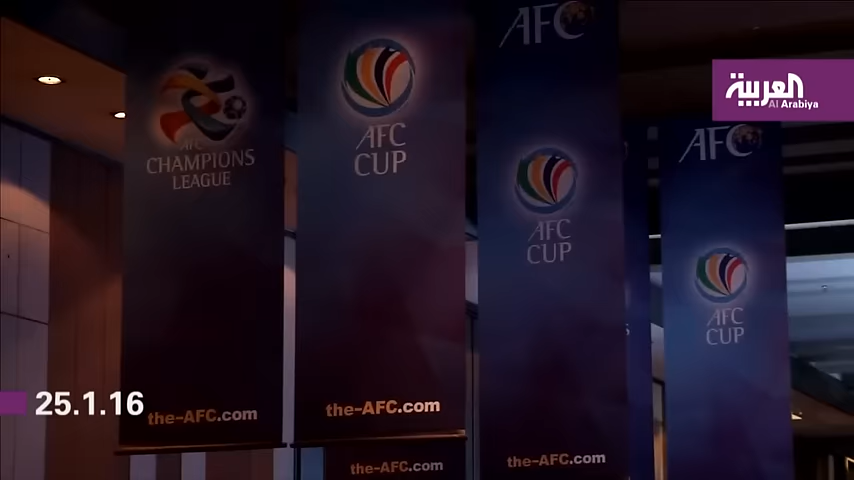 AFC
العربية
Al Arabiya
AFC
CHAMPIONS
LEAGUE
AFC
CUP
AFC
CUP
AFC
AFC
CUP
25.1.16
the-AFC.com
the-AFC.com
the-AFC.com
the-AFC.com